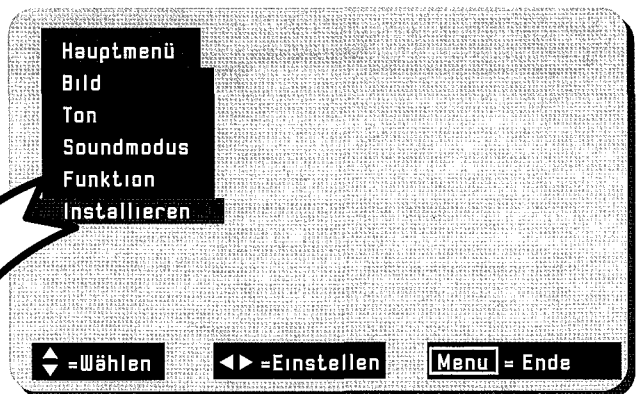 Hauptmenü
Bild
Ton
Soundmodus
Funktion
Installieren
=Wählen ◄► =Einstellen Menu = Ende